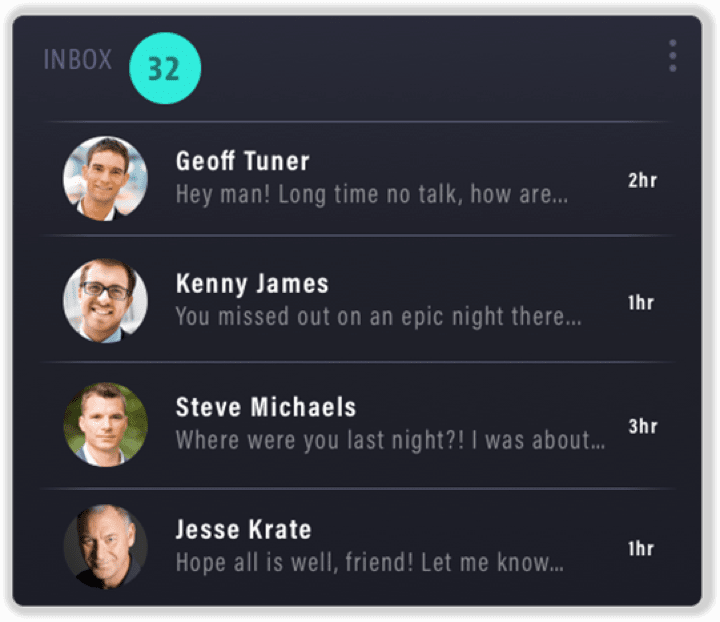 INBOX 32
Geoff Tuner
Hey man! Long time no talk, how are...
2hr
Kenny James
You missed out on an epic night there...
1hr
Steve Michaels
Where were you last night?! I was about...
3hr
Jesse Krate
Hope all is well, friend! Let me know...
1hr